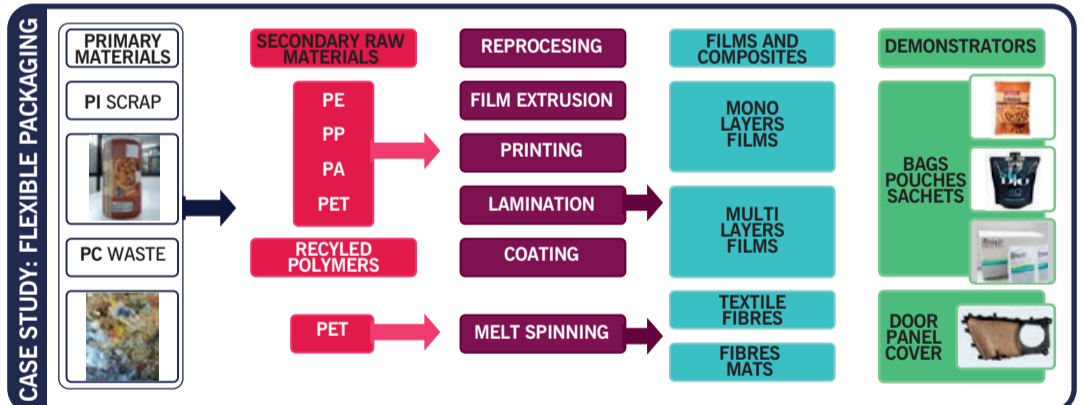 CASE STUDY: FLEXIBLE PACKAGING
PRIMARY
MATERIALS
PI SCRAP
PC WASTE
SECONDARY RAW
MATERIALS
PE
PP
PA
PET
RECYLED
POLYMERS
PET
REPROCESING
FILM EXTRUSION
PRINTING
LAMINATION
COATING
MELT SPINNING
FILMS AND
COMPOSITES
MONO
LAYERS
FILMS
MULTI
LAYERS
FILMS
TEXTILE
FIBRES
FIBRES
MATS
DEMONSTRATORS
BAGS
POUCHES
SACHETS
DOOR
PANEL
COVER